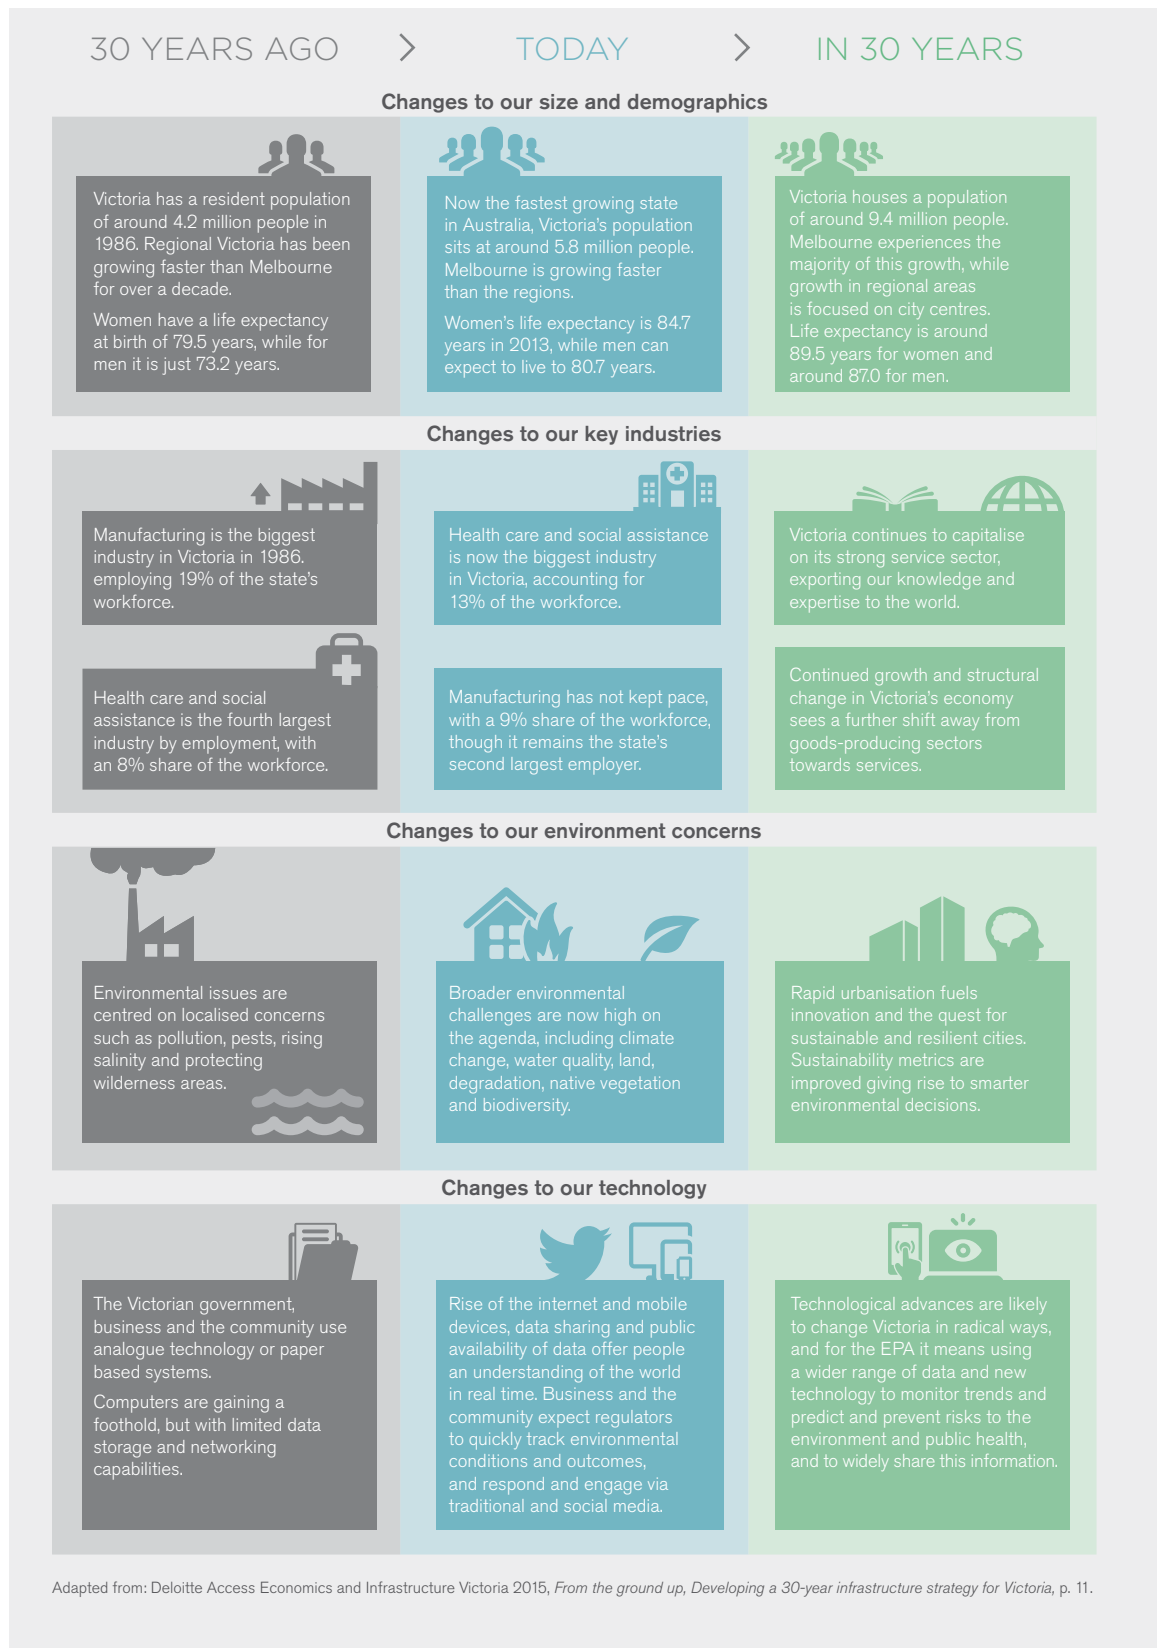 30 YEARS AGO > TODAY > IN 30 YEARS
Changes to our size and demographics
Victoria has a resident population
of around 4.2 million people in
1986. Regional Victoria has been
growing faster than Melbourne
for over a decade.
Women have a life expectancy
at birth of 79.5 years, while for
men it is just 73.2 years.
Now the fastest growing state
in Australia, Victoria's population
sits at around 5.8 million people.
Melbourne is growing faster
than the regions.
Women's life expectancy is 84.7
years in 2013, while men can
expect to live to 80.7 years.
Victoria houses a population
of around 9.4 million people.
Melbourne experiences the
majority of this growth, while
growth in regional areas
is focused on city centres.
Life expectancy is around
89.5 years for women and
around 87.0 for men.
Changes to our key industries
Manufacturing is the biggest
industry in Victoria in 1986.
employing 19% of the state's
workforce.
Health care and social
assistance is the fourth largest
industry by employment, with
an 8% share of the workforce.
Health care and social assistance
is now the biggest industry
in Victoria, accounting for
13% of the workforce.
Manufacturing has not kept pace,
with a 9% share of the workforce,
though it remains the state's
second largest employer.
Victoria continues to capitalise
on its strong service sector,
exporting our knowledge and
expertise to the world.
Continued growth and structural
change in Victoria's economy
sees a further shift away from
goods-producing sectors
towards services.
Changes to our environment concerns
Environmental issues are
centred on localised concerns
such as pollution, pests, rising
salinity and protecting
wilderness areas.
Broader environmental
challenges are now high on
the agenda, including climate
change, water quality, land,
degradation, native vegetation
and biodiversity.
Rapid urbanisation fuels
innovation and the quest for
sustainable and resilient cities.
Sustainability metrics are
improved giving rise to smarter
environmental decisions.
Changes to our technology
The Victorian government,
business and the community use
analogue technology or paper
based systems.
Computers are gaining a
foothold, but with limited data
storage and networking
capabilities.
Rise of the internet and mobile
devices, data sharing and public
availability of data offer people
an understanding of the world
in real time. Business and the
community expect regulators
to quickly track environmental
conditions and outcomes,
and respond and engage via
traditional and social media.
Technological advances are likely
to change Victoria in radical ways,
and for the EPA it means using
a wider range of data and new
technology to monitor trends and
predict and prevent risks to the
environment and public health,
and to widely share this information.
Adapted from: Deloitte Access Economics and Infrastructure Victoria 2015, From the ground up, Developing a 30-year infrastructure strategy for Victoria, p. 11.